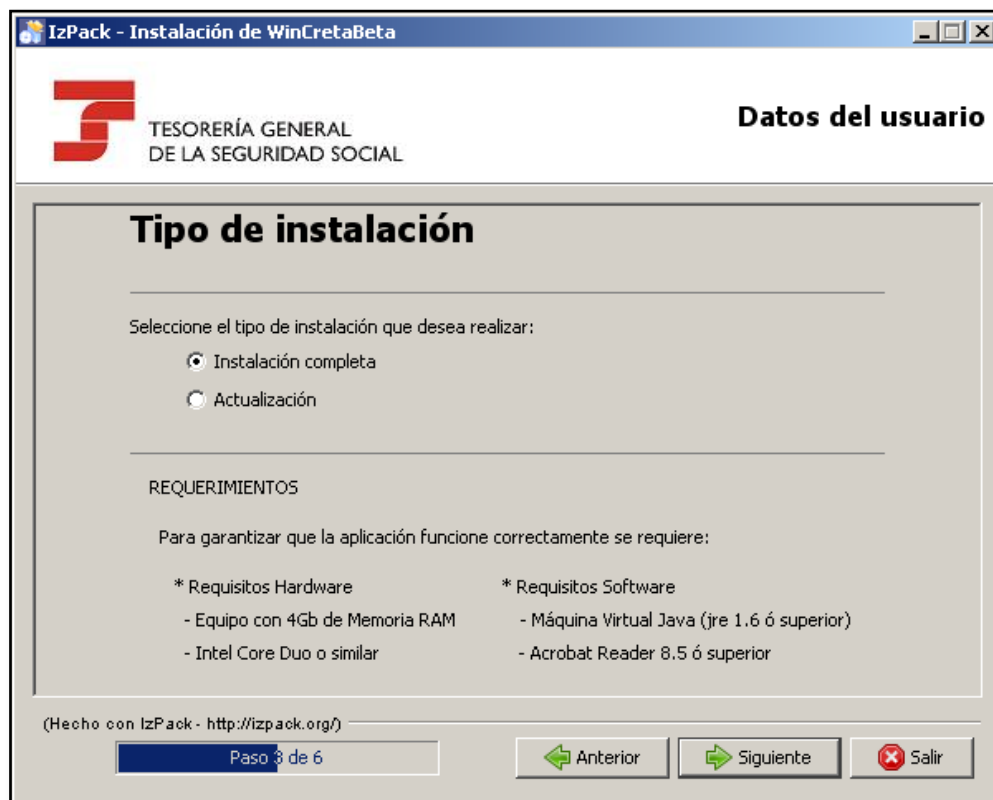 IzPack - Instalación de WinCretaBeta
TESORERÍA GENERAL
DE LA SEGURIDAD SOCIAL
Datos del usuario
Tipo de instalación
Seleccione el tipo de instalación que desea realizar:
Instalación completa
Actualización
REQUERIMIENTOS
Para garantizar que la aplicación funcione correctamente se requiere:
* Requisitos Hardware
- Equipo con 4Gb de Memoria RAM
- Intel Core Duo o similar
* Requisitos Software
- Máquina Virtual Java (jre 1.6 ó superior)
- Acrobat Reader 8.5 ó superior
(Hecho con IzPack - http://izpack.org/)
Paso 3 de 6
Anterior
Siguiente
Salir